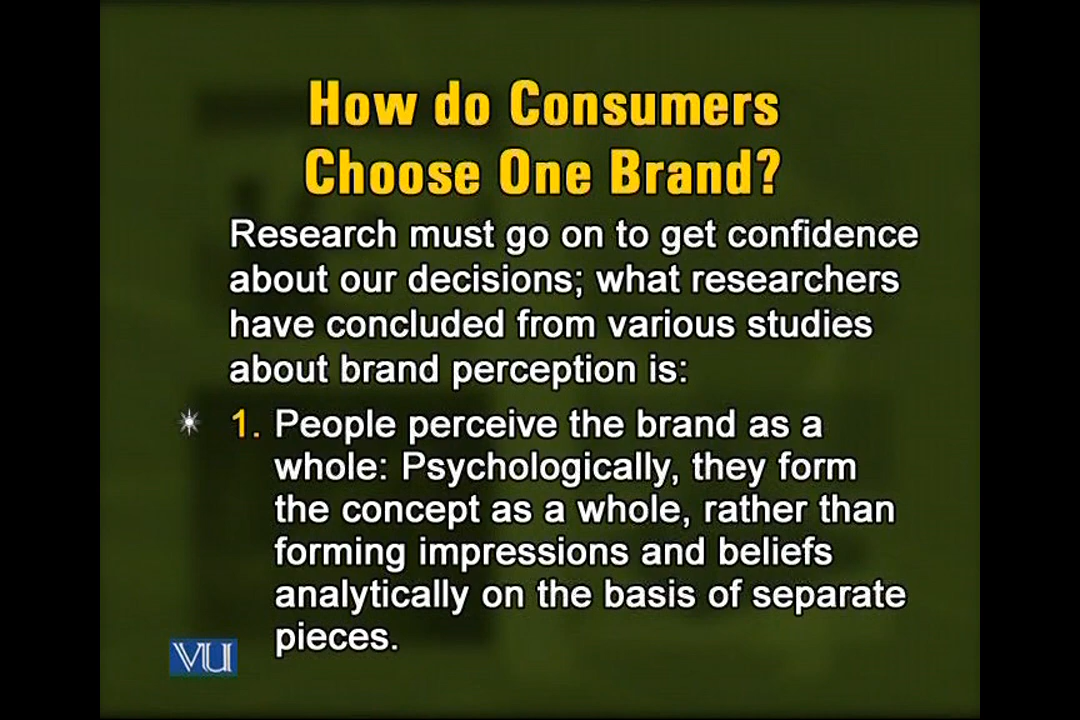 How do Consumers
Choose One Brand?
Research must go on to get confidence
about our decisions; what researchers
have concluded from various studies
about brand perception is:
1. People perceive the brand as a
whole: Psychologically, they form
the concept as a whole, rather than
forming impressions and beliefs
analytically on the basis of separate
pieces.
VU